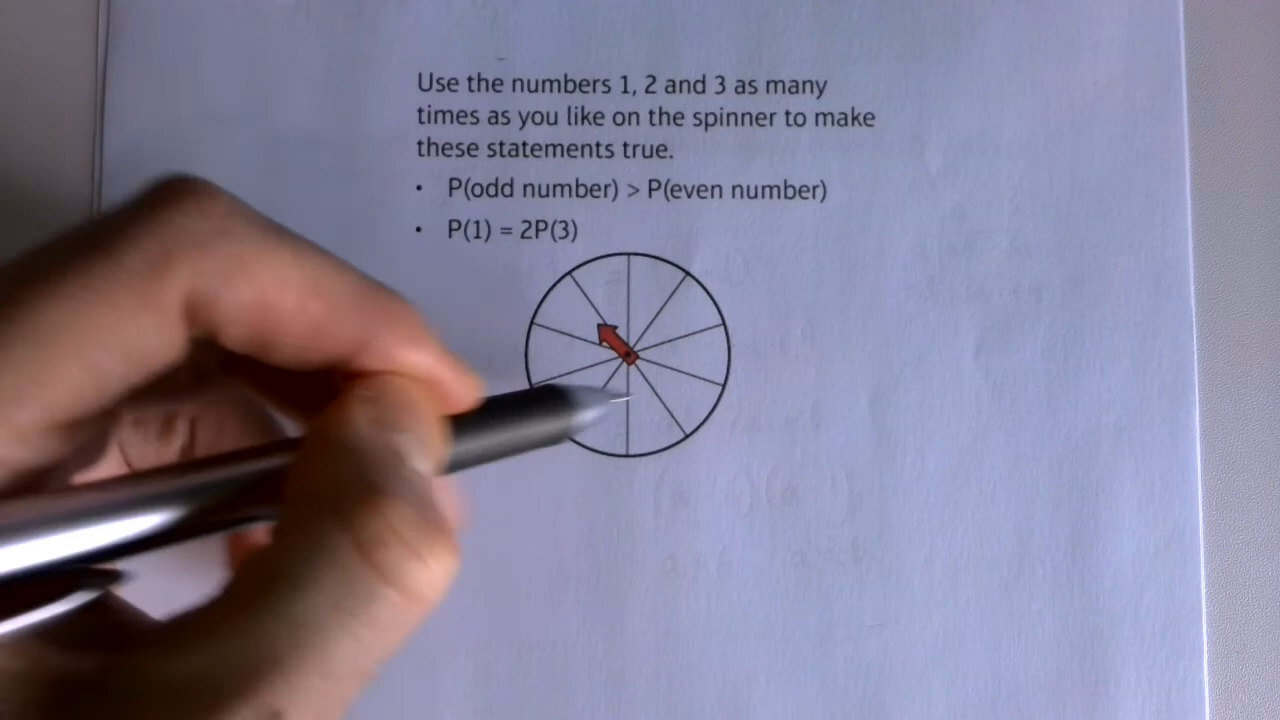 Use the numbers 1, 2 and 3 as many
times as you like on the spinner to make
these statements true.
• P(odd number) > P(even number)
• P(1) = 2P(3)